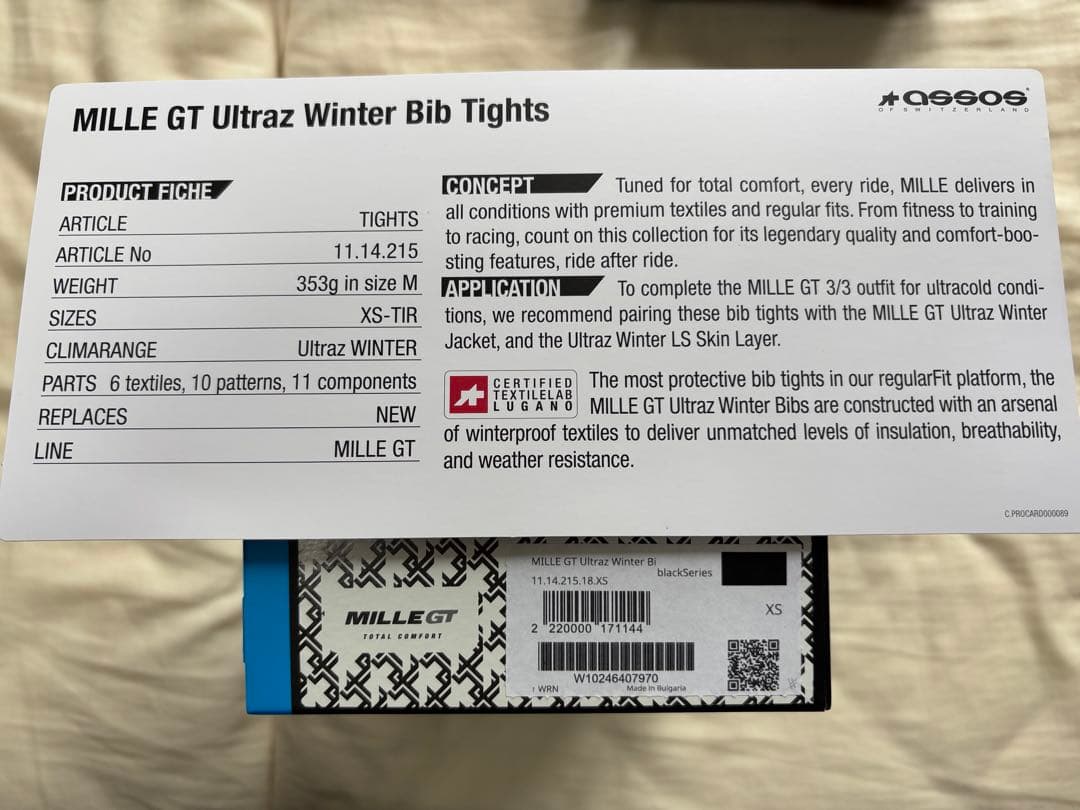 MILLE GT Ultraz Winter Bib Tights
assos
OF SWITZERLAND
PRODUCT FICHE
ARTICLE TIGHTS
ARTICLE No 11.14.215
WEIGHT 353g in size M
SIZES XS-TIR
CLIMARANGE Ultraz WINTER
PARTS 6 textiles, 10 patterns, 11 components
REPLACES NEW
LINE MILLE GT
CONCEPT Tuned for total comfort, every ride, MILLE delivers in
all conditions with premium textiles and regular fits. From fitness to training
to racing, count on this collection for its legendary quality and comfort-boo-
sting features, ride after ride.
APPLICATION To complete the MILLE GT 3/3 outfit for ultracold condi-
tions, we recommend pairing these bib tights with the MILLE GT Ultraz Winter
Jacket, and the Ultraz Winter LS Skin Layer.
CERTIFIED
TEXTILELAB
LUGANO
The most protective bib tights in our regularFit platform, the
MILLE GT Ultraz Winter Bibs are constructed with an arsenal
of winterproof textiles to deliver unmatched levels of insulation, breathability,
and weather resistance.
C.PROCARD000089
MILLE GT
TOTAL COMFORT
MILLE GT Ultraz Winter Bi
blackSeries
11.14.215.18.XS
XS
2 220000 171144
W10246407970
WRN
Made In Bulgaria